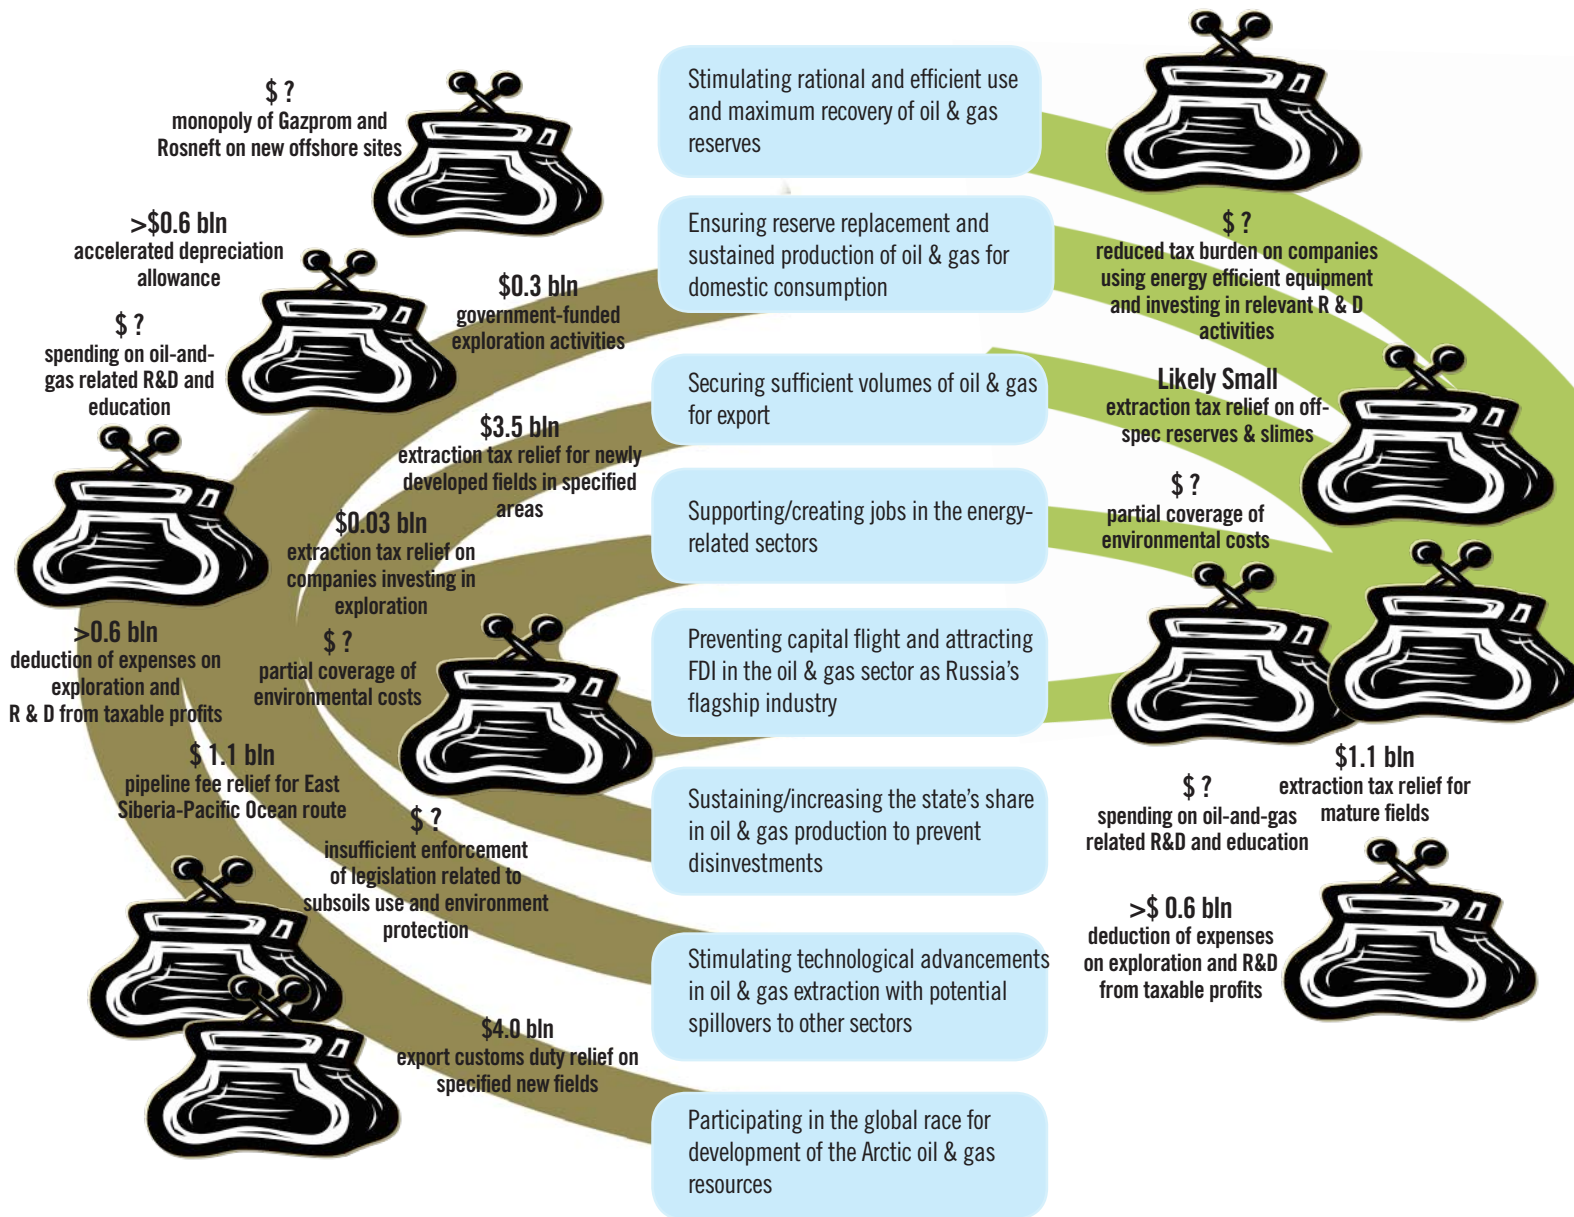 $ ?
monopoly of Gazprom and
Rosneft on new offshore sites
>$0.6 bln
accelerated depreciation
allowance
$ ?
spending on oil-and-
gas related R&D and
education
$0.3 bln
government-funded
exploration activities
$3.5 bln
extraction tax relief for newly
developed fields in specified
areas
$0.03 bln
extraction tax relief on
companies investing in
exploration
$ ?
partial coverage of
environmental costs
>0.6 bln
deduction of expenses on
exploration and
R & D from taxable profits
$ 1.1 bln
pipeline fee relief for East
Siberia-Pacific Ocean route
$ ?
insufficient enforcement
of legislation related to
subsoils use and environment
protection
$4.0 bln
export customs duty relief on
specified new fields
Stimulating rational and efficient use
and maximum recovery of oil & gas
reserves
Ensuring reserve replacement and
sustained production of oil & gas for
domestic consumption
Securing sufficient volumes of oil & gas
for export
Supporting/creating jobs in the energy-
related sectors
Preventing capital flight and attracting
FDI in the oil & gas sector as Russia's
flagship industry
Sustaining/increasing the state's share
in oil & gas production to prevent
disinvestments
Stimulating technological advancements
in oil & gas extraction with potential
spillovers to other sectors
Participating in the global race for
development of the Arctic oil & gas
resources
$ ?
reduced tax burden on companies
using energy efficient equipment
and investing in relevant R & D
activities
Likely Small
extraction tax relief on off-
spec reserves & slimes
$ ?
partial coverage of
environmental costs
$1.1 bln
extraction tax relief for
mature fields
$ ?
spending on oil-and-gas
related R&D and education
>$ 0.6 bln
deduction of expenses
on exploration and R&D
from taxable profits